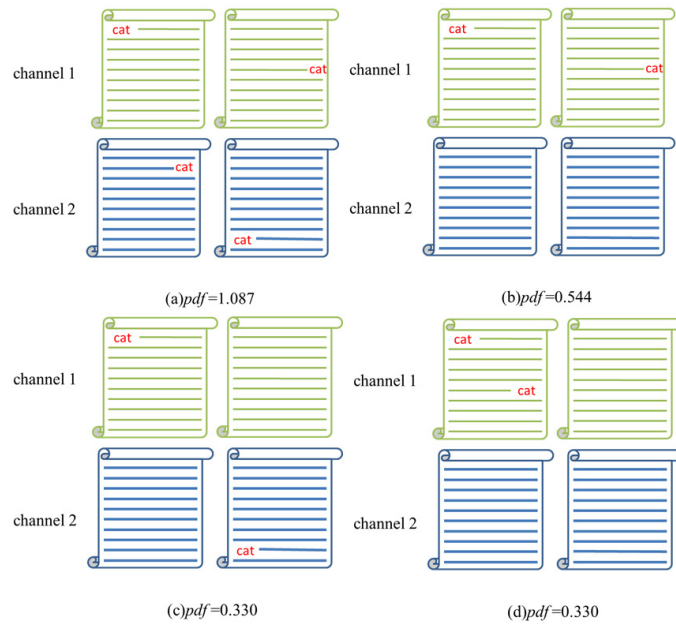 cat cat
channel 1 cat cat channel 1
cat
channel 2 channel 2
cat
(a)pdf=1.087 (b)pdf=0.544
cat cat
channel 1 channel 1
cat
channel 2 channel 2
cat
(c)pdf=0.330 (d)pdf=0.330